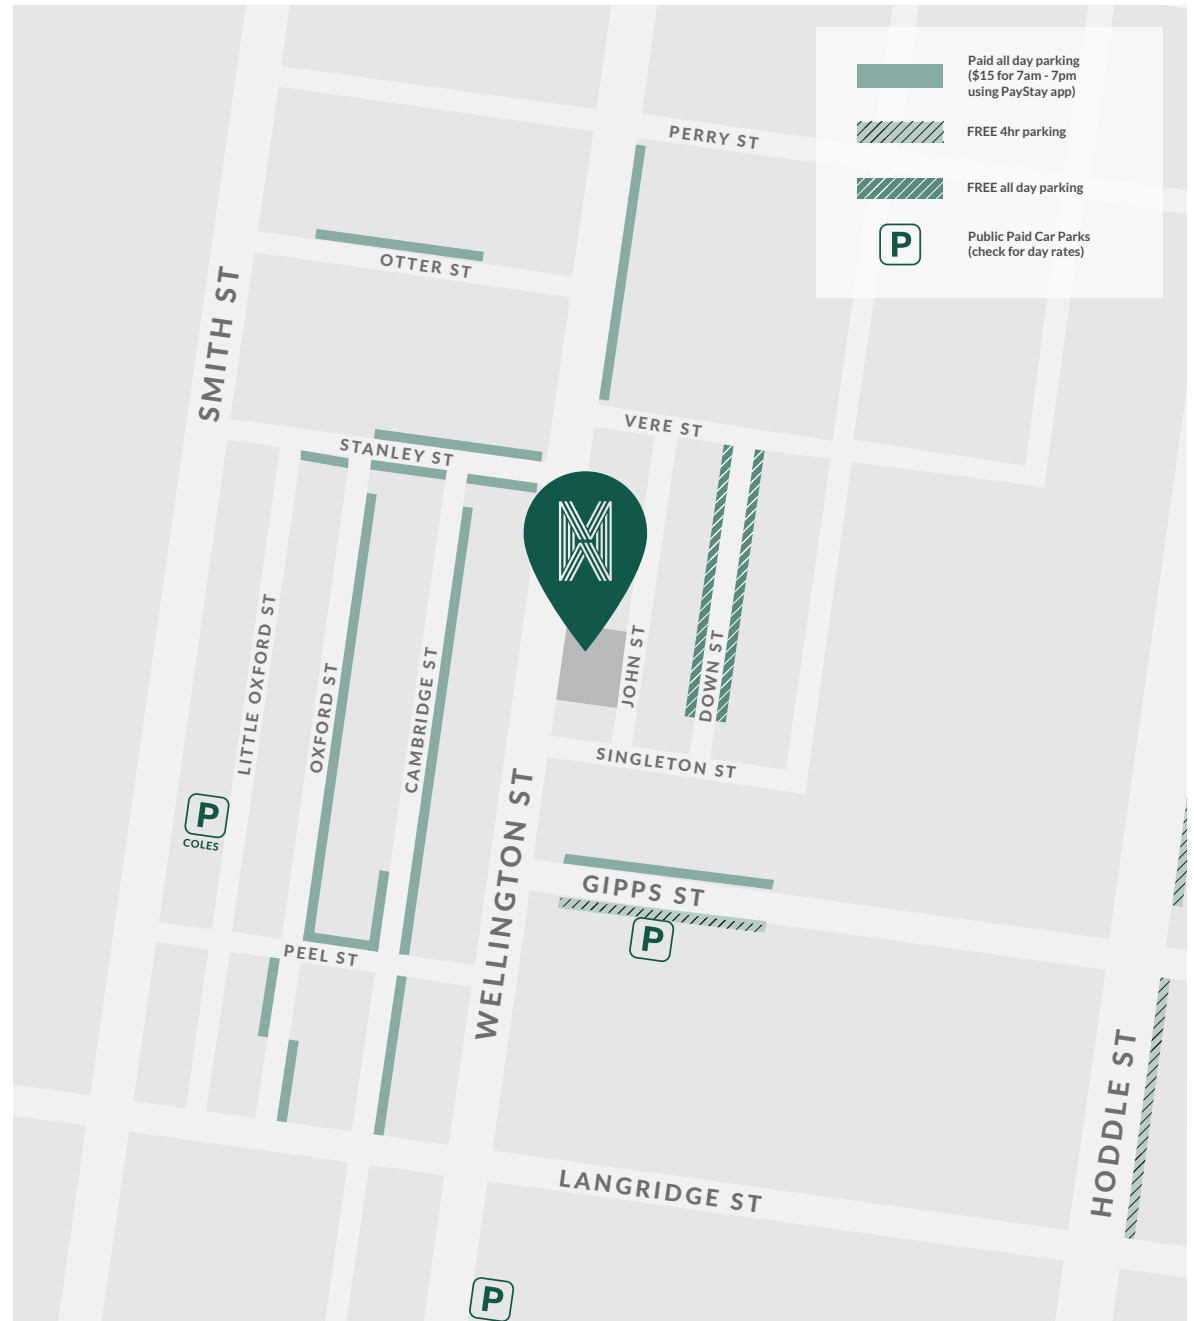 Paid all day parking
($15 for 7am - 7pm
using PayStay app)
FREE 4hr parking
FREE all day parking
P
Public Paid Car Parks
(check for day rates)
PERRY ST
OTTER ST
SMITH ST
VERE ST
STANLEY ST
LITTLE OXFORD ST
OXFORD ST
CAMBRIDGE ST
JOHN ST
DOWN ST
SINGLETON ST
P
COLES
WELLINGTON ST
GIPPS ST
P
PEEL ST
HODDLE ST
LANGRIDGE ST
P